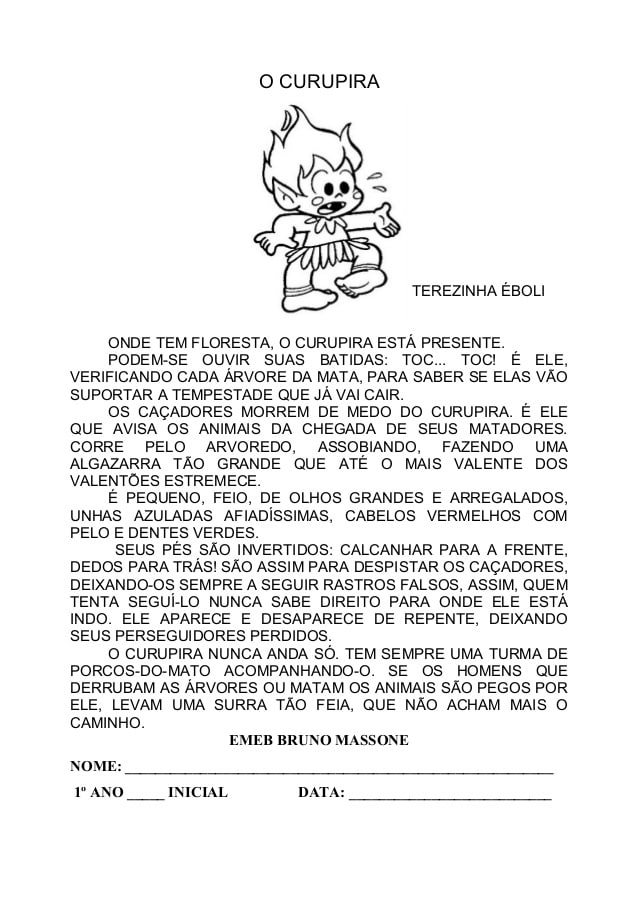 O CURUPIRA
TEREZINHA ÉBOLI
ONDE TEM FLORESTA, O CURUPIRA ESTÁ PRESENTE.
PODEM-SE OUVIR SUAS BATIDAS: TOC... TOC! É ELE,
VERIFICANDO CADA ÁRVORE DA MATA, PARA SABER SE ELAS VÃO
SUPORTAR A TEMPESTADE QUE JÁ VAI CAIR.
OS CAÇADORES MORREM DE MEDO DO CURUPIRA. É ELE
QUE AVISA OS ANIMAIS DA CHEGADA DE SEUS MATADORES.
CORRE PELO ARVOREDO, ASSOBIANDO, FAZENDO UMA
ALGAZARRA TÃO GRANDE QUE ATÉ O MAIS VALENTE DOS
VALENTÕES ESTREMECE.
É PEQUENO, FEIO, DE OLHOS GRANDES E ARREGALADOS,
UNHAS AZULADAS AFIADÍSSIMAS, CABELOS VERMELHOS COM
PELO E DENTES VERDES.
SEUS PÉS SÃO INVERTIDOS: CALCANHAR PARA A FRENTE,
DEDOS PARA TRÁS! SÃO ASSIM PARA DESPISTAR OS CAÇADORES,
DEIXANDO-OS SEMPRE A SEGUIR RASTROS FALSOS, ASSIM, QUEM
TENTA SEGUÍ-LO NUNCA SABE DIREITO PARA ONDE ELE ESTÁ
INDO. ELE APARECE E DESAPARECE DE REPENTE, DEIXANDO
SEUS PERSEGUIDORES PERDIDOS.
O CURUPIRA NUNCA ANDA SÓ. TEM SEMPRE UMA TURMA DE
PORCOS-DO-MATO ACOMPANHANDO-O. SE OS HOMENS QUE
DERRUBAM AS ÁRVORES OU MATAM OS ANIMAIS SÃO PEGOS POR
ELE, LEVAM UMA SURRA TÃO FEIA, QUE NÃO ACHAM MAIS O
CAMINHO.
EMEB BRUNO MASSONE
NOME: _________________________________________________________
1º ANO _____ INICIAL DATA: ___________________________